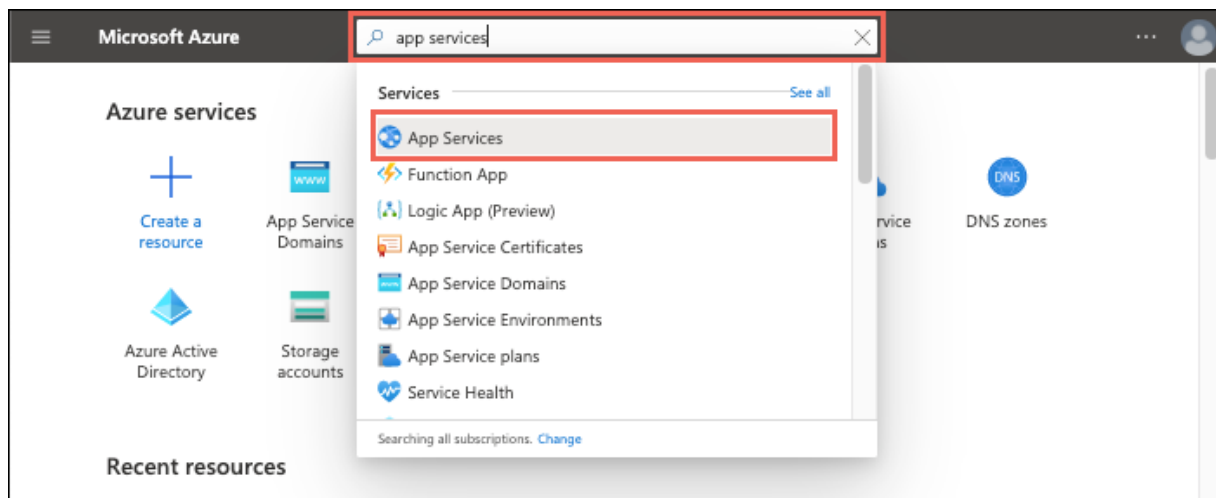 Microsoft Azure
app services
Azure services
Services
See all
App Services
Function App
Logic App (Preview)
App Service Certificates
App Service Domains
App Service Environments
App Service plans
Service Health
Searching all subscriptions. Change
Create a
resource
App Service
Domains
DNS
DNS zones
www
Azure Active
Directory
Storage
accounts
Recent resources